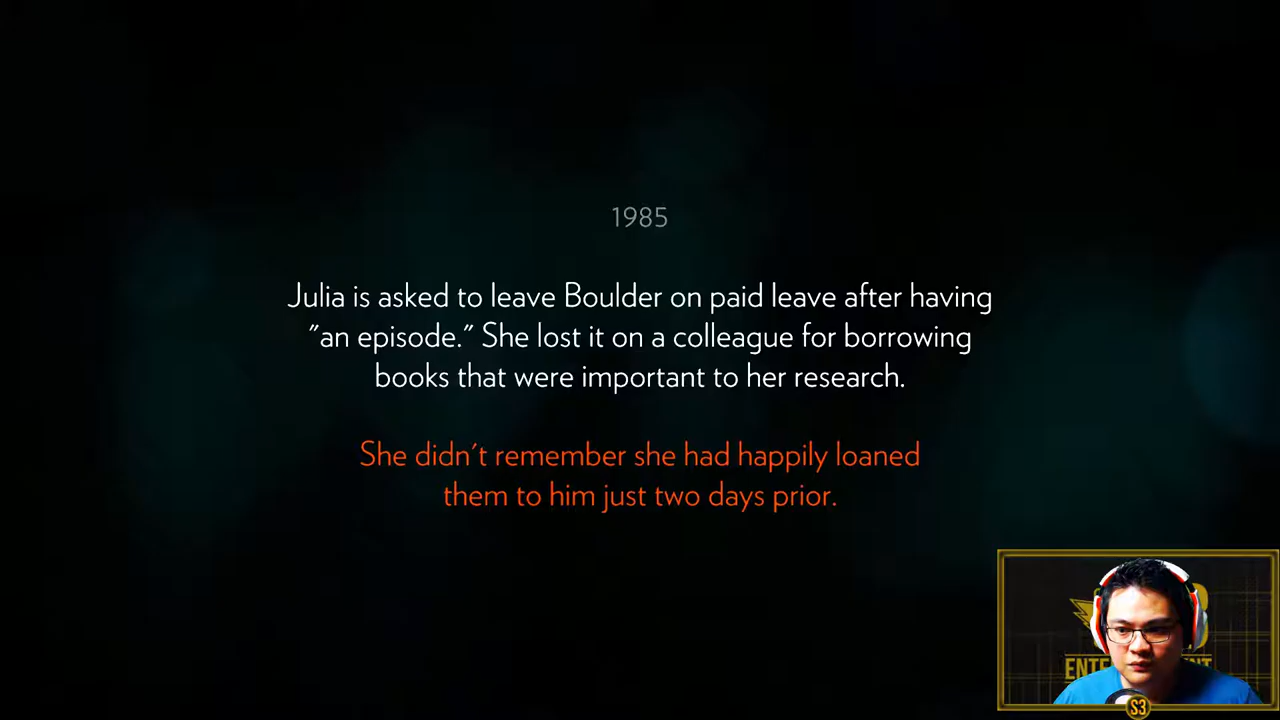 1985
Julia is asked to leave Boulder on paid leave after having
"an episode." She lost it on a colleague for borrowing
books that were important to her research.
She didn't remember she had happily loaned
them to him just two days prior.
S3